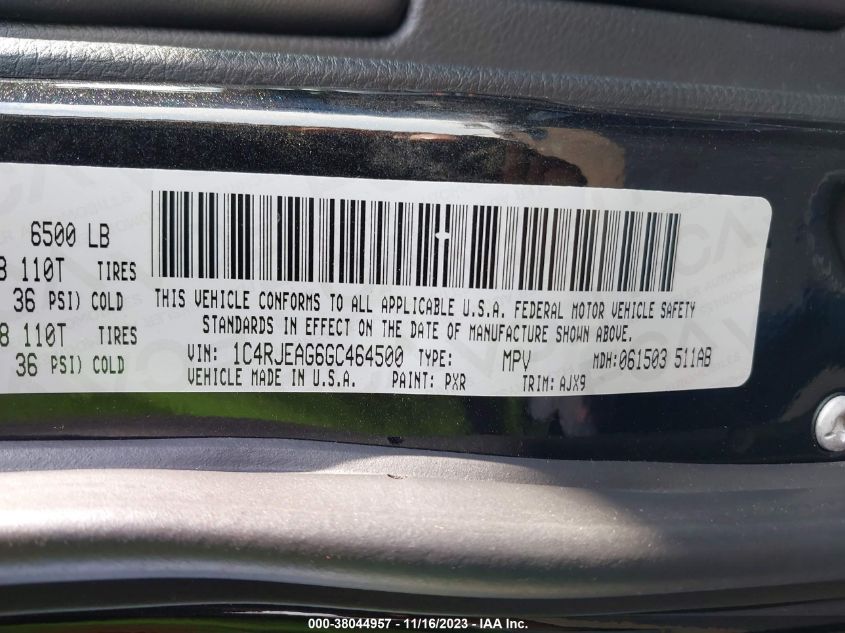 6500 LB
8 110T TIRES
36 PSI) COLD
8 110T TIRES
36 PSI) COLD
THIS VEHICLE CONFORMS TO ALL APPLICABLE U.S.A. FEDERAL MOTOR VEHICLE SAFETY
STANDARDS IN EFFECT ON THE DATE OF MANUFACTURE SHOWN ABOVE.
VIN: 1C4RJEAG6GC464500 TYPE: MPV MDH:061503 511AB
VEHICLE MADE IN U.S.A. PAINT: PXR TRIM: AJX9
000-38044957 - 11/16/2023 - IAA Inc.